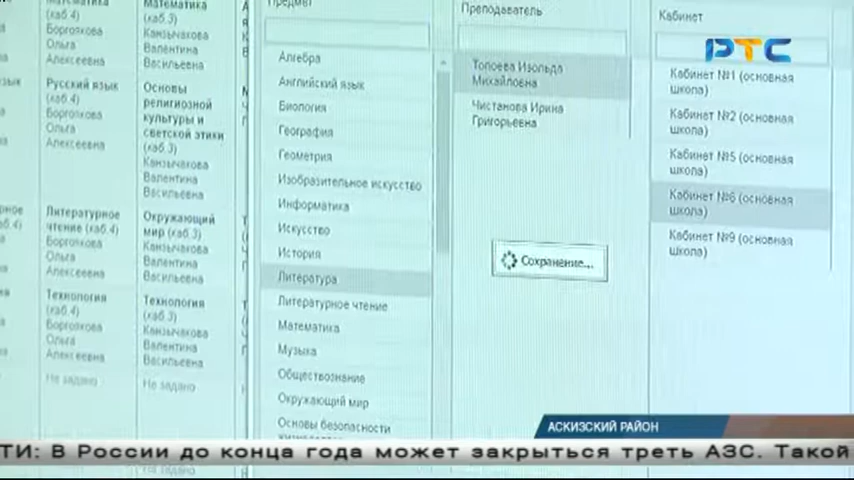 Математика
(каб.4)
Боргоякова
Ольга
Алексеевна
Русский язык
(каб.4)
Боргоякова
Ольга
Алексеевна
Литературное
чтение (каб.4)
Боргоякова
Ольга
Алексеевна
Технология
(каб.4)
Боргоякова
Ольга
Алексеевна
Не задано
Математика
(каб.3)
Канзычакова
Валентина
Васильевна
Основы
религиозной
культуры и
светской этики
(каб.3)
Канзычакова
Валентина
Васильевна
Окружающий
мир (каб.3)
Канзычакова
Валентина
Васильевна
Технология
(каб.3)
Канзычакова
Валентина
Васильевна
Не задано
Предмет
Алгебра
Английский язык
Биология
География
Геометрия
Изобразительное искусство
Информатика
Искусство
История
Литература
Литературное чтение
Математика
Музыка
Обществознание
Окружающий мир
Основы безопасности
Преподаватель
Топоева Изольда
Михайловна
Чистанова Ирина
Григорьевна
Сохранение...
Кабинет
РТС
Кабинет №1 (основная
школа)
Кабинет №2 (основная
школа)
Кабинет №5 (основная
школа)
Кабинет №6 (основная
школа)
Кабинет №9 (основная
школа)
АСКИЗСКИЙ РАЙОН
ТИ: В России до конца года может закрыться треть АЗС. Такой